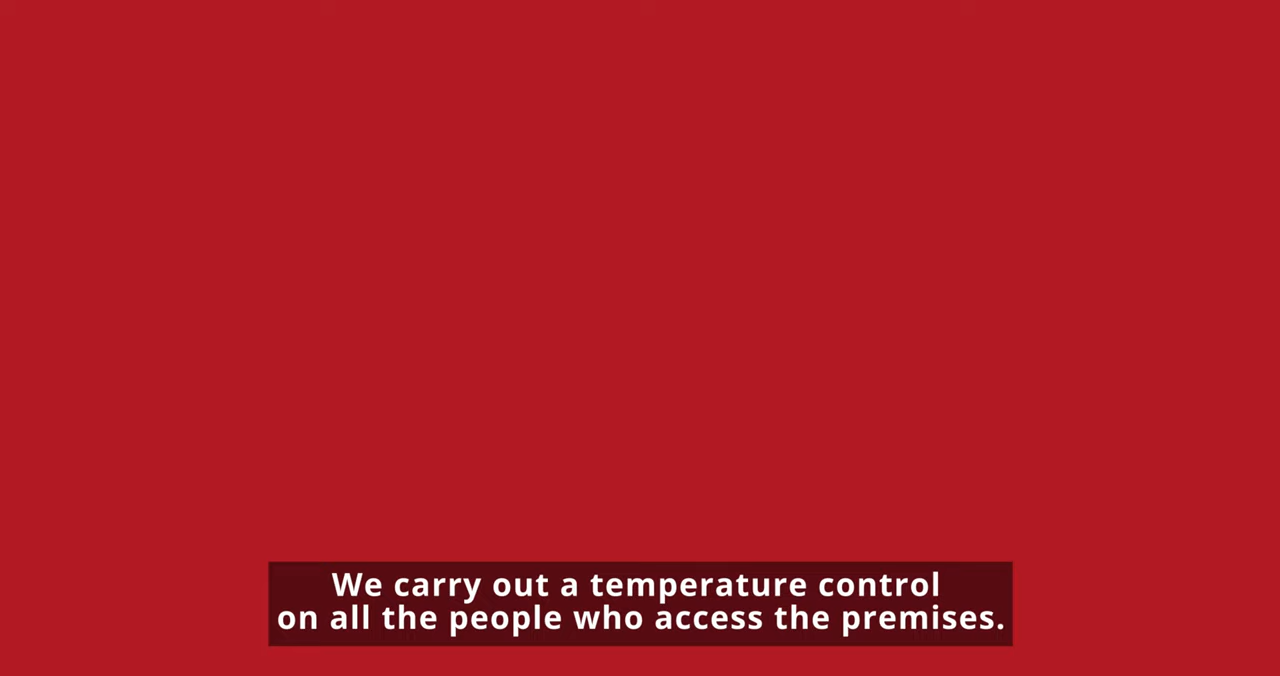 We carry out a temperature control
on all the people who access the premises.